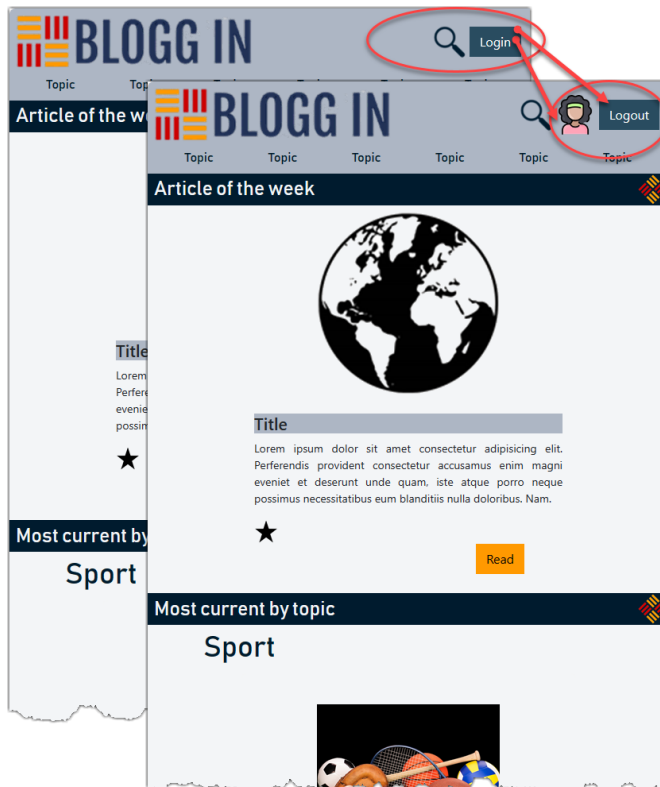 BLOGG IN
Login
Topic
Article of the
Title
Lorem
possim
Most current by
Sport
BLOGG IN
Logout
Topic Topic Topic Topic Topic Topic
Article of the week
Title
Lorem ipsum dolor sit amet consectetur adipisicing elit.
Perferendis provident consectetur accusamus enim magni
eveniet et deserunt unde quam, iste atque porro neque
possimus necessitatibus eum blanditiis nulla doloribus. Nam.
Read
Most current by topic
Sport